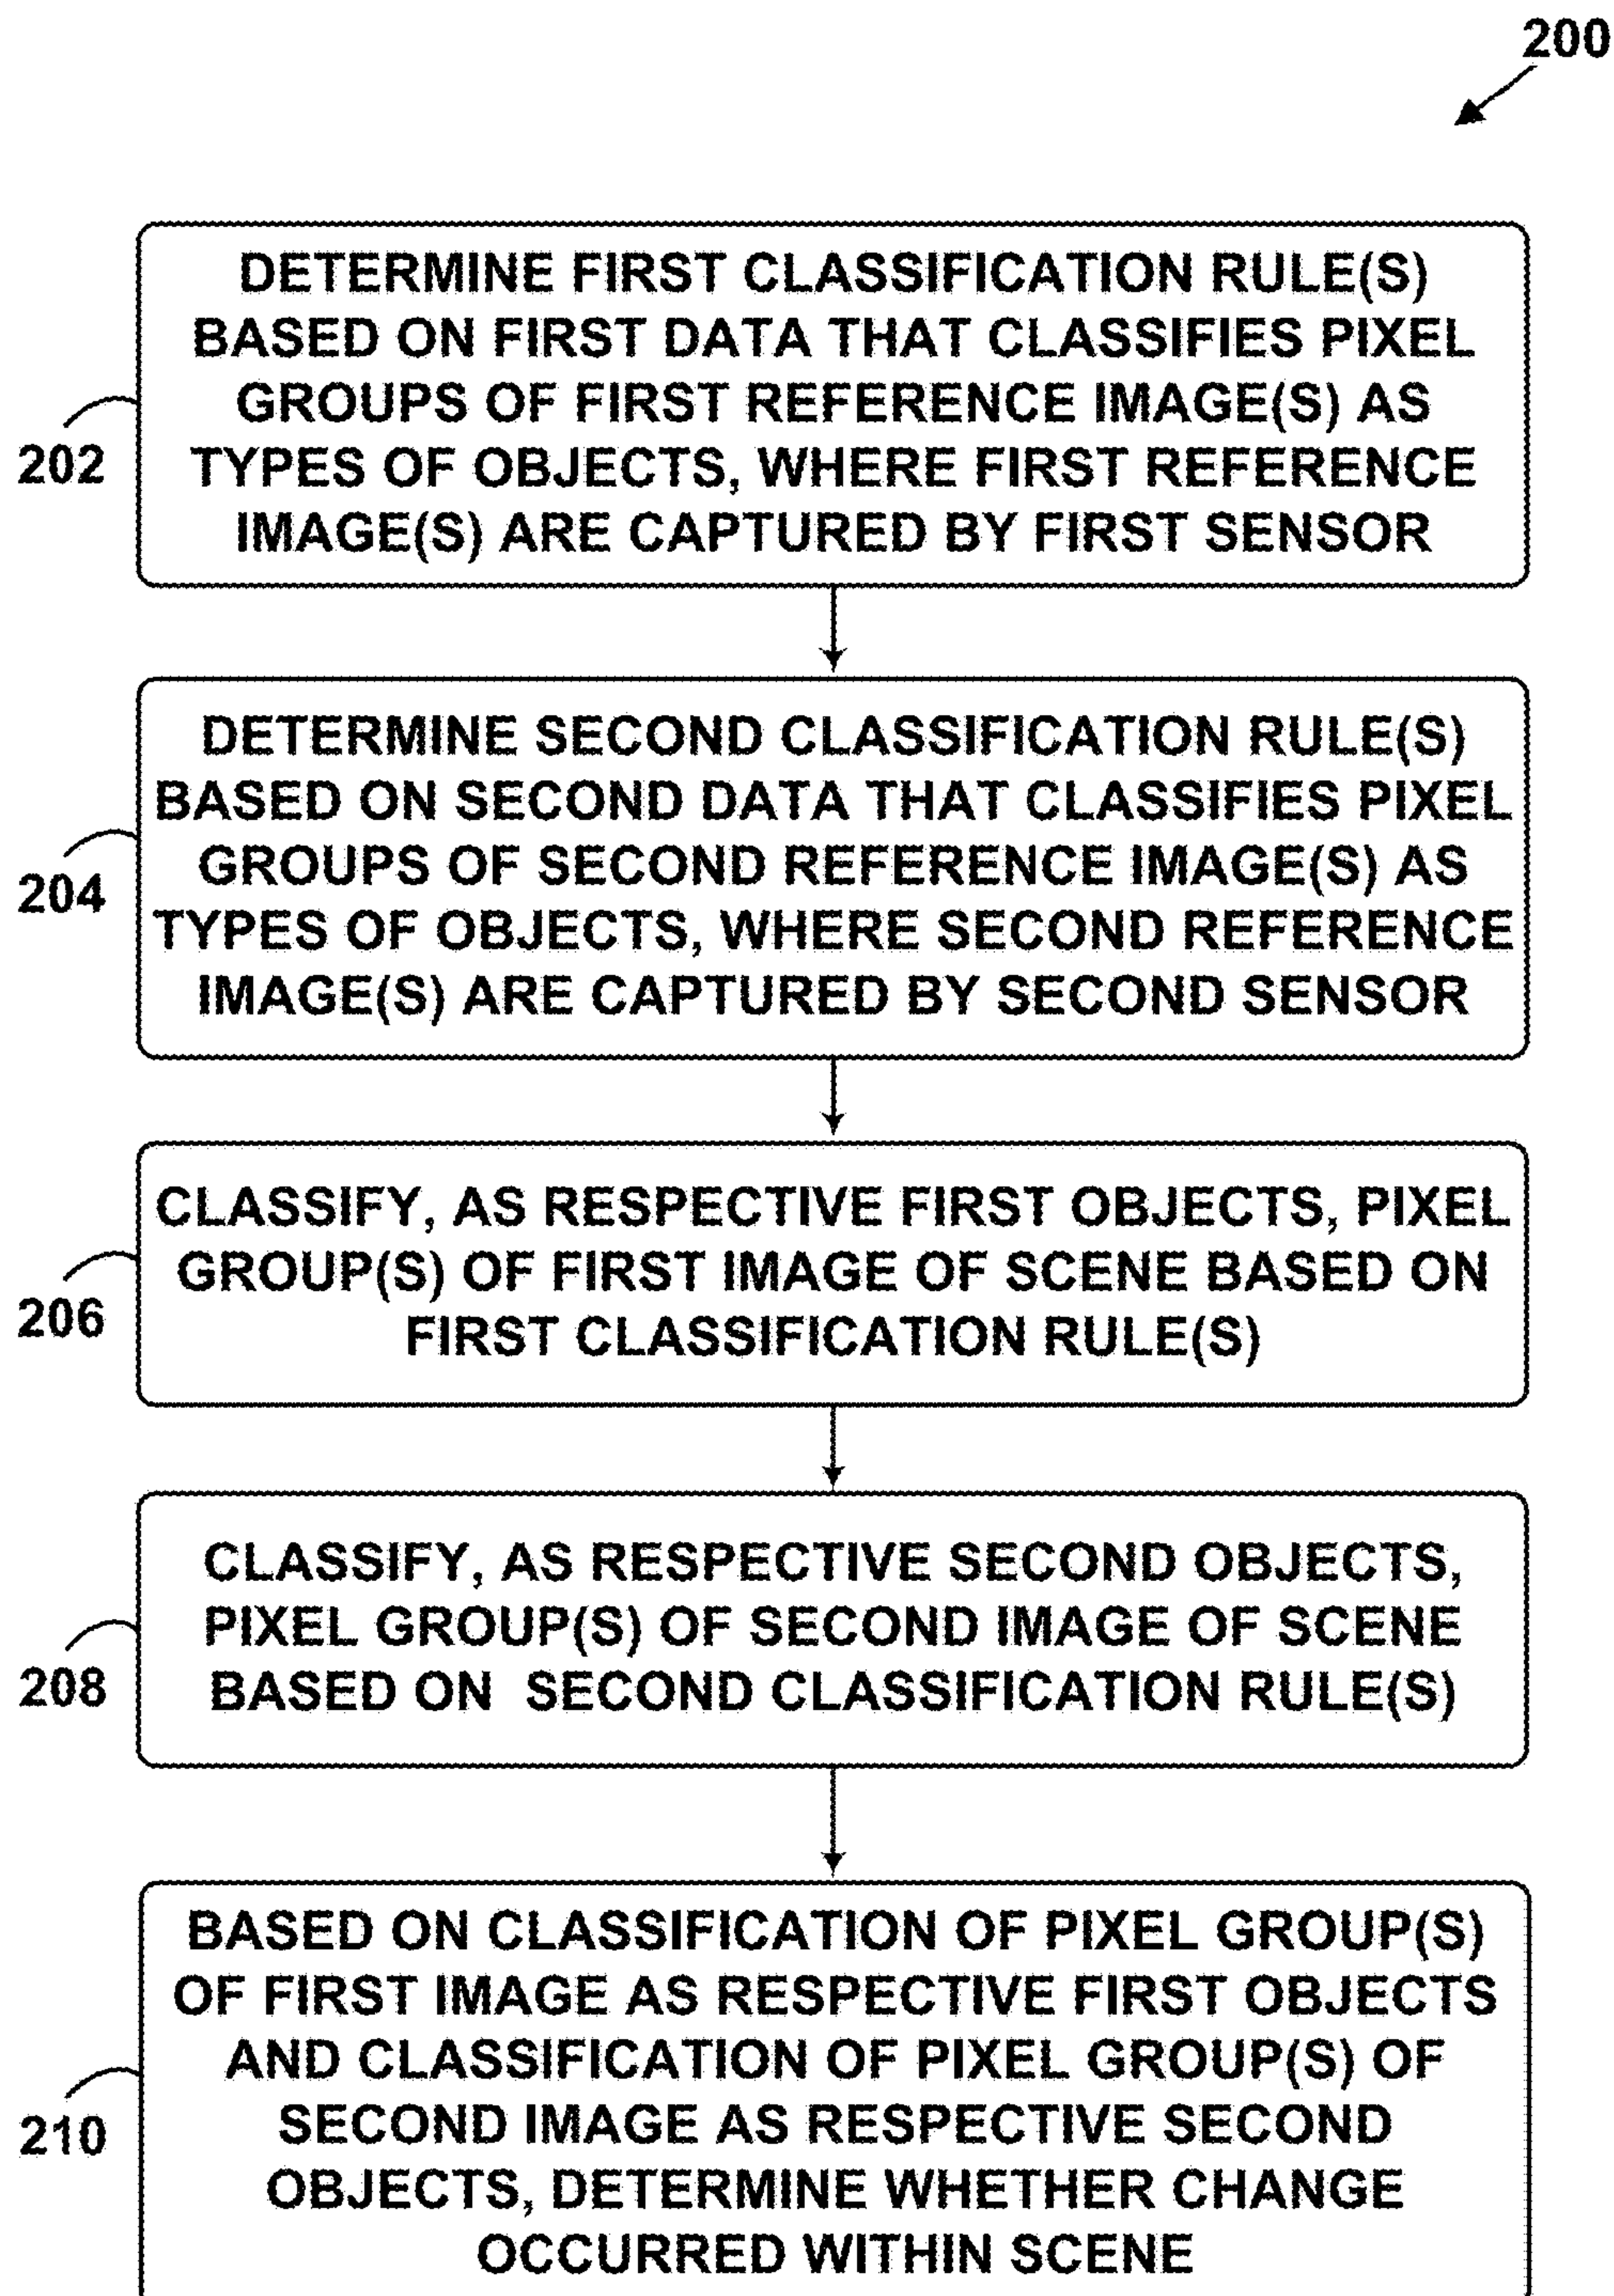 200
DETERMINE FIRST CLASSIFICATION RULE(S)
BASED ON FIRST DATA THAT CLASSIFIES PIXEL
GROUPS OF FIRST REFERENCE IMAGE(S) AS
TYPES OF OBJECTS, WHERE FIRST REFERENCE
IMAGE(S) ARE CAPTURED BY FIRST SENSOR
202
DETERMINE SECOND CLASSIFICATION RULE(S)
BASED ON SECOND DATA THAT CLASSIFIES PIXEL
GROUPS OF SECOND REFERENCE IMAGE(S) AS
TYPES OF OBJECTS, WHERE SECOND REFERENCE
IMAGE(S) ARE CAPTURED BY SECOND SENSOR
204
CLASSIFY, AS RESPECTIVE FIRST OBJECTS, PIXEL
GROUP(S) OF FIRST IMAGE OF SCENE BASED ON
FIRST CLASSIFICATION RULE(S)
206
CLASSIFY, AS RESPECTIVE SECOND OBJECTS,
PIXEL GROUP(S) OF SECOND IMAGE OF SCENE
BASED ON SECOND CLASSIFICATION RULE(S)
208
BASED ON CLASSIFICATION OF PIXEL GROUP(S)
OF FIRST IMAGE AS RESPECTIVE FIRST OBJECTS
AND CLASSIFICATION OF PIXEL GROUP(S) OF
SECOND IMAGE AS RESPECTIVE SECOND
OBJECTS, DETERMINE WHETHER CHANGE
OCCURRED WITHIN SCENE
210